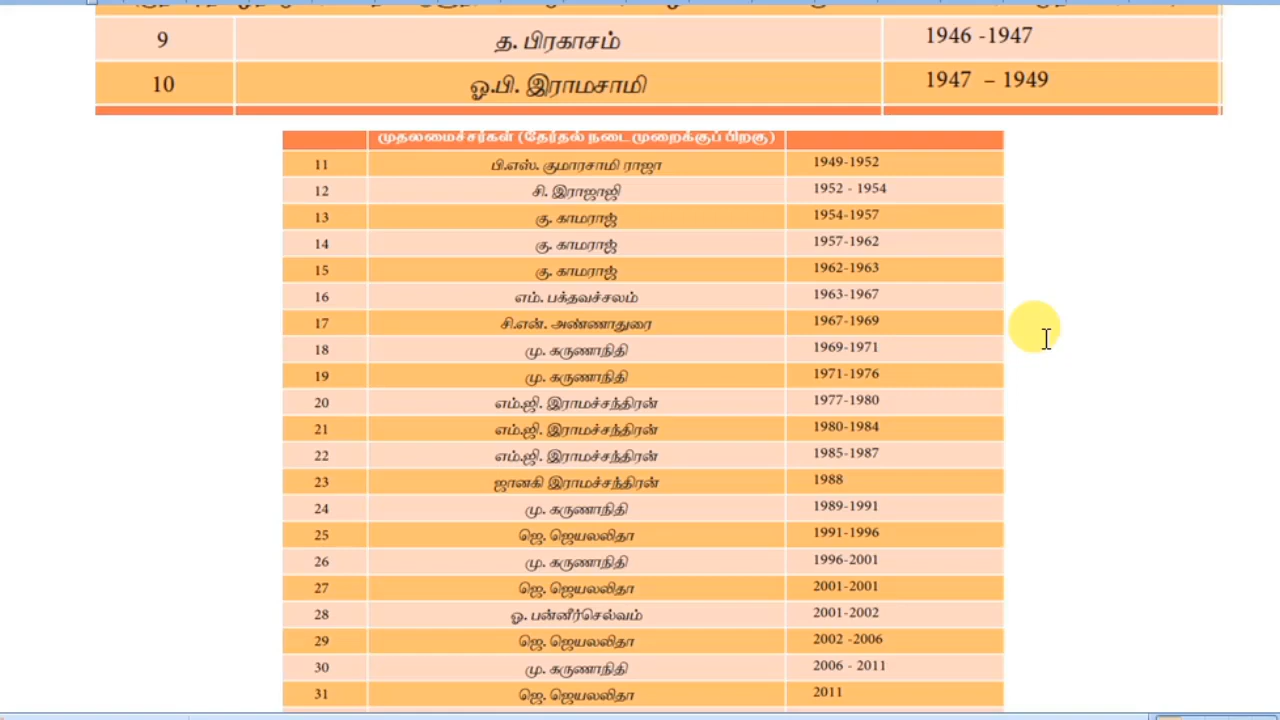 9 த. பிரகாசம் 1946 -1947
10 ஓ.பி. இராமசாமி 1947 – 1949
முதலமைச்சர்கள் (தேர்தல் நடை முறைக்குப் பிறகு)
11 பி.எஸ். குமாரசாமி ராஜா 1949-1952
12 சி. இராஜாஜி 1952 - 1954
13 கு. காமராஜ் 1954-1957
14 கு. காமராஜ் 1957-1962
15 கு. காமராஜ் 1962-1963
16 எம். பக்தவச்சலம் 1963-1967
17 சி.என். அண்ணாதுரை 1967-1969
18 மு. கருணாநிதி 1969-1971
19 மு. கருணாநிதி 1971-1976
20 எம்.ஜி. இராமச்சந்திரன் 1977-1980
21 எம்.ஜி. இராமச்சந்திரன் 1980-1984
22 எம்.ஜி. இராமச்சந்திரன் 1985-1987
23 ஜானகி இராமச்சந்திரன் 1988
24 மு. கருணாநிதி 1989-1991
25 ஜெ. ஜெயலலிதா 1991-1996
26 மு. கருணாநிதி 1996-2001
27 ஜெ. ஜெயலலிதா 2001-2001
28 ஓ. பன்னீர்செல்வம் 2001-2002
29 ஜெ. ஜெயலலிதா 2002 -2006
30 மு. கருணாநிதி 2006 - 2011
31 ஜெ. ஜெயலலிதா 2011